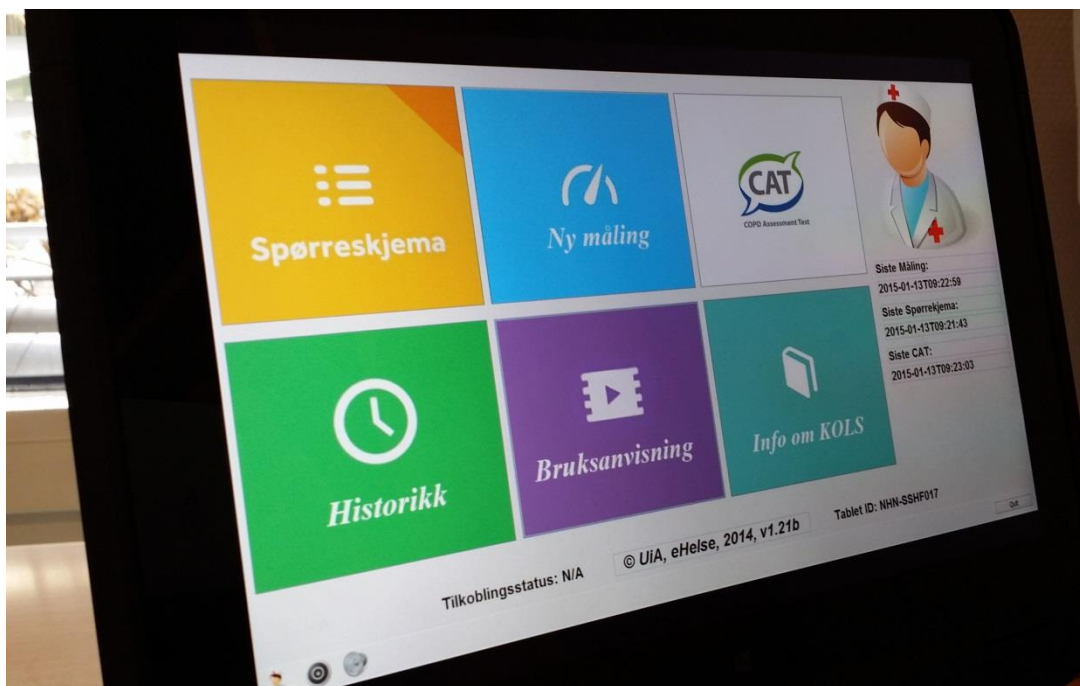 Spørreskjema
Ny måling
CAT
COPD Assessment Test
Historikk
Bruksanvisning
Info om KOLS
Siste Måling:
2015-01-13T09:22:59
Siste Spørrekjema:
2015-01-13T09:21:43
Siste CAT:
2015-01-13T09:23:03
Tilkoblingsstatus: N/A
© UiA, eHelse, 2014, v1.21b
Tablet ID: NHN-SSHF017
Quit